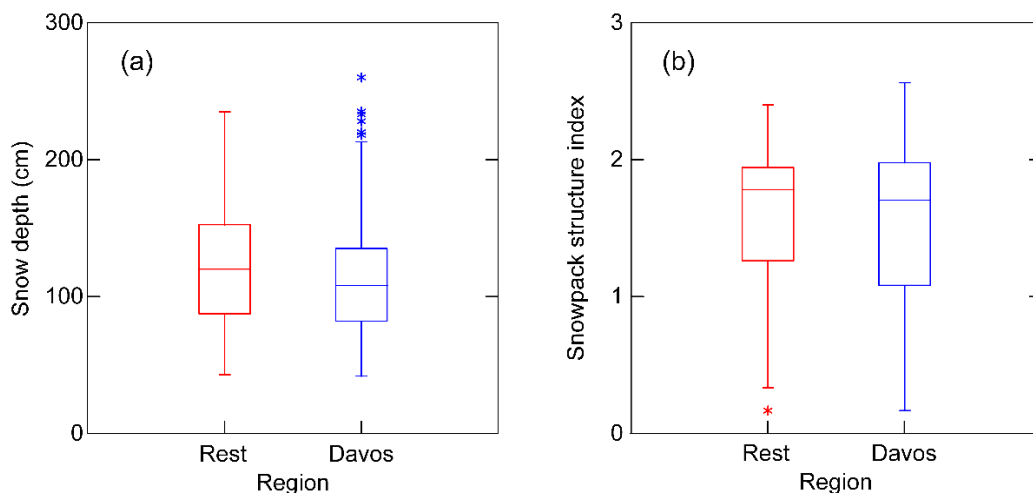 (a)
Snow depth (cm)
300
200
100
0
Rest
Davos
Region
(b)
Snowpack structure index
3
2
1
0
Rest
Davos
Region